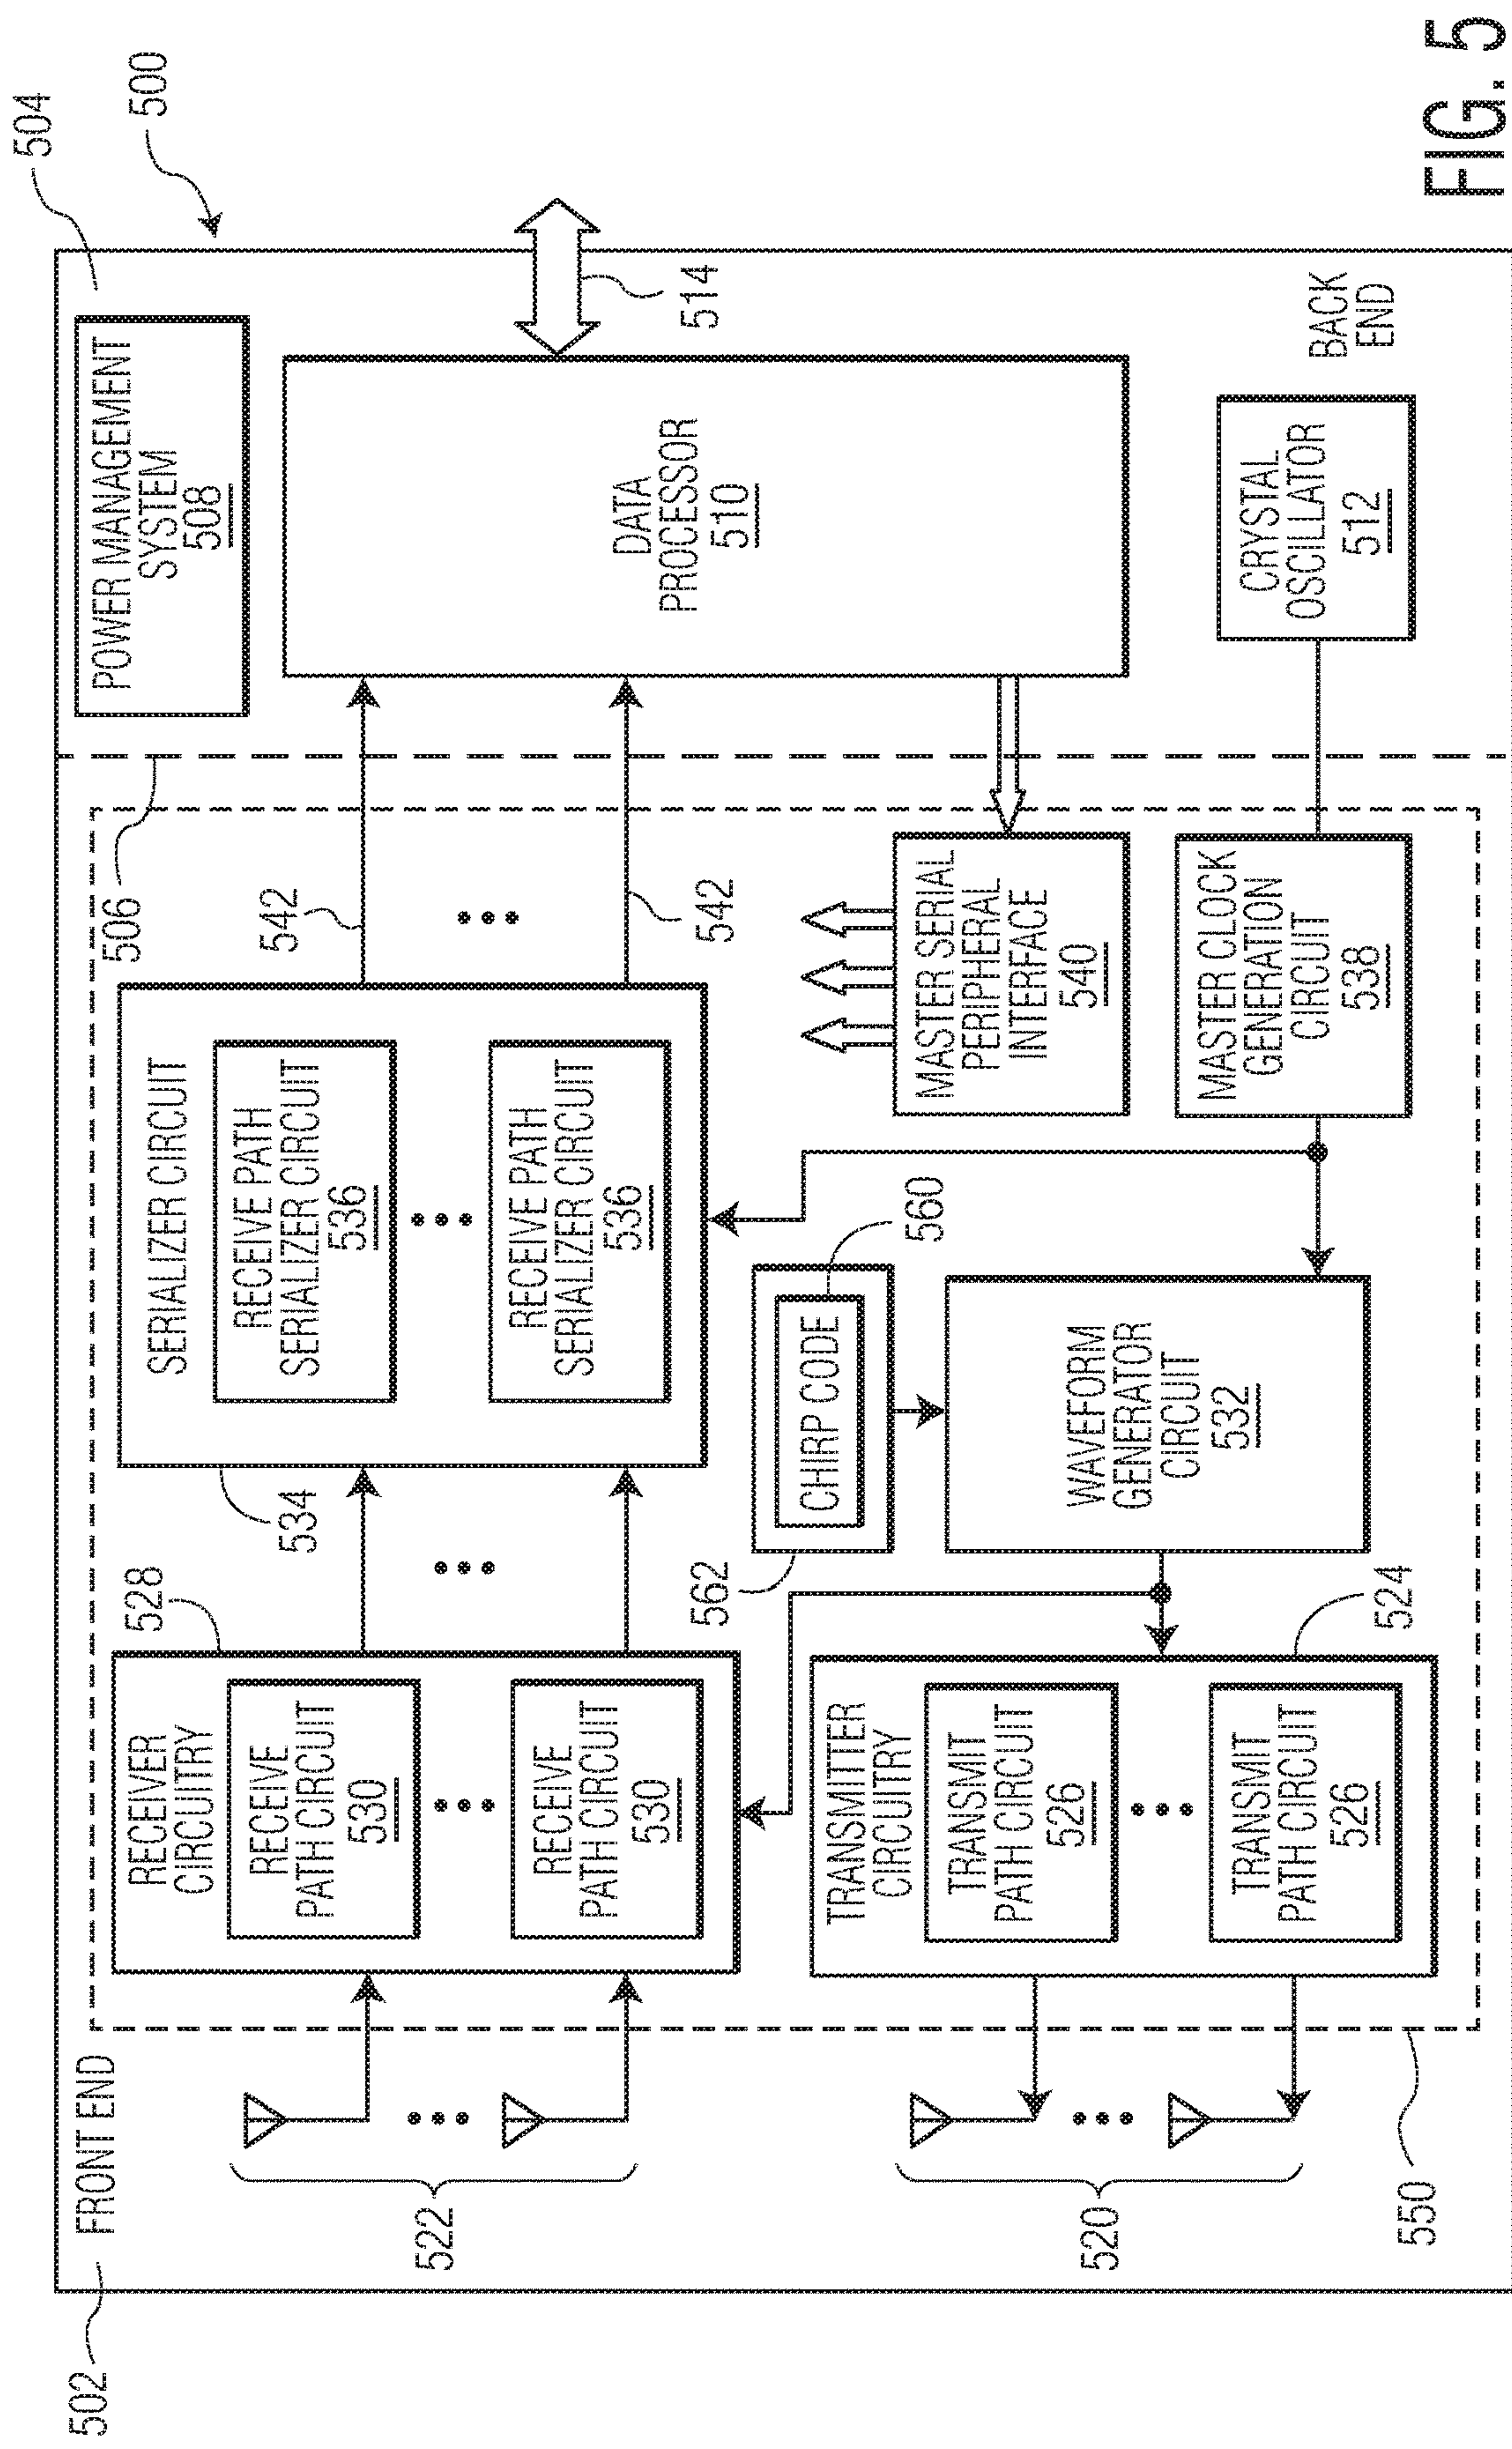 502
FRONT END
504
500
POWER MANAGEMENT
SYSTEM
508
506
522
RECEIVER
CIRCUITRY
528
RECEIVE
PATH CIRCUIT
530
RECEIVE
PATH CIRCUIT
530
534
SERIALIZER CIRCUIT
RECEIVE PATH
SERIALIZER CIRCUIT
536
RECEIVE PATH
SERIALIZER CIRCUIT
536
542
542
DATA
PROCESSOR
510
514
562
CHIRP CODE
560
520
TRANSMITTER
CIRCUITRY
TRANSMIT
PATH CIRCUIT
526
TRANSMIT
PATH CIRCUIT
526
524
WAVEFORM
GENERATOR
CIRCUIT
532
MASTER SERIAL
PERIPHERAL
INTERFACE
540
MASTER CLOCK
GENERATION
CIRCUIT
538
CRYSTAL
OSCILLATOR
512
BACK
END
550
FIG. 5